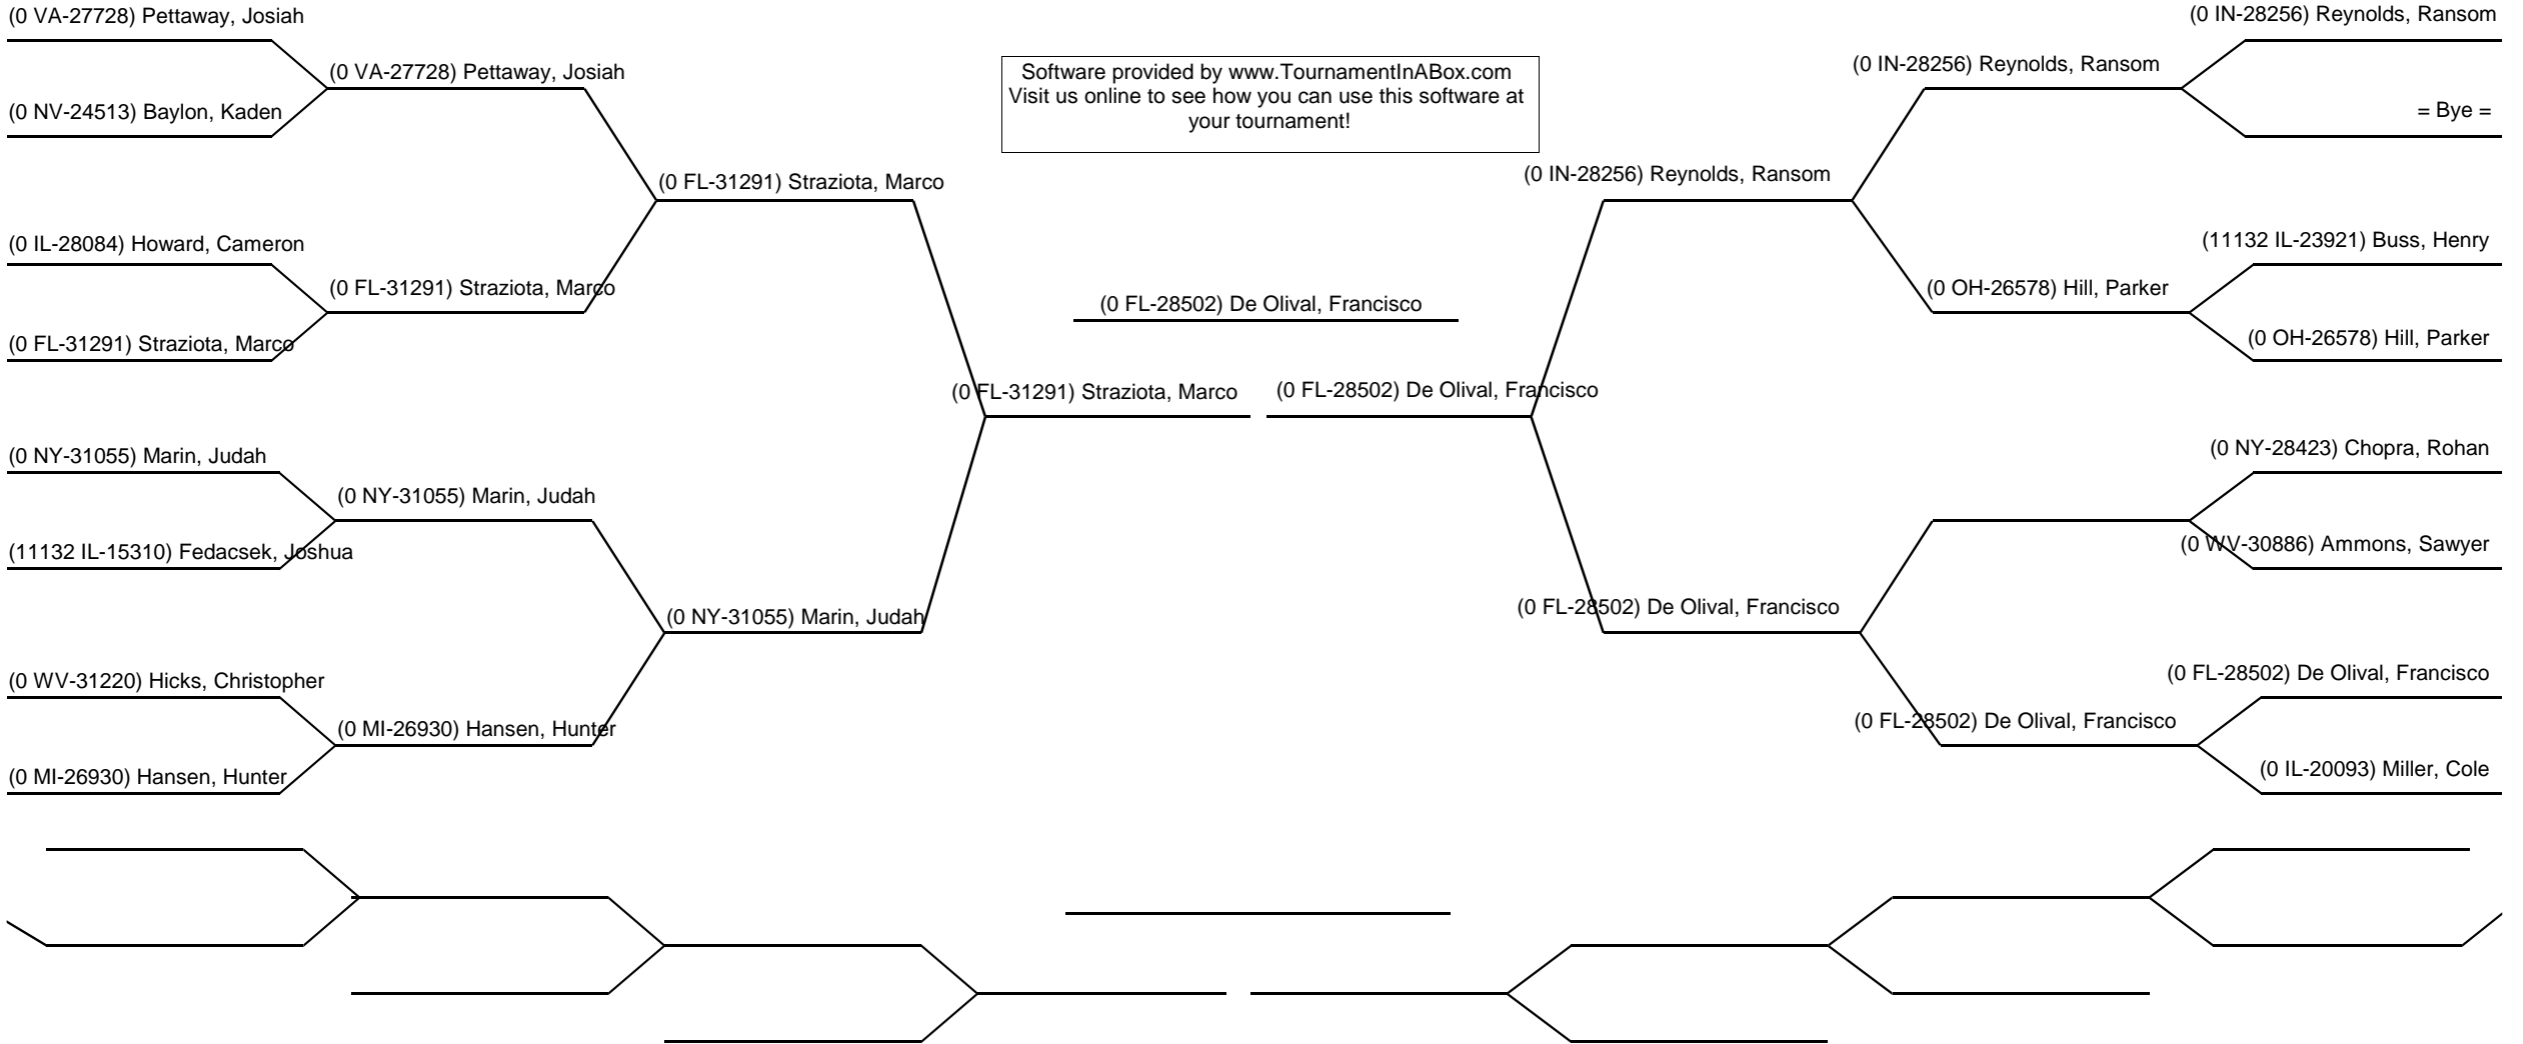 (0 VA-27728) Pettaway, Josiah
(0 VA-27728) Pettaway, Josiah
(0 NV-24513) Baylon, Kaden
(0 FL-31291) Straziota, Marco
(0 IL-28084) Howard, Cameron
(0 FL-31291) Straziota, Marco
(0 FL-31291) Straziota, Marco
(0 FL-31291) Straziota, Marco
(0 NY-31055) Marin, Judah
(0 NY-31055) Marin, Judah
(11132 IL-15310) Fedacsek, Joshua
(0 NY-31055) Marin, Judah
(0 WV-31220) Hicks, Christopher
(0 MI-26930) Hansen, Hunter
(0 MI-26930) Hansen, Hunter
Software provided by www.TournamentInABox.com
Visit us online to see how you can use this software at
your tournament!
(0 FL-28502) De Olival, Francisco
(0 FL-28502) De Olival, Francisco
(0 IN-28256) Reynolds, Ransom
(0 IN-28256) Reynolds, Ransom
= Bye =
(0 IN-28256) Reynolds, Ransom
(11132 IL-23921) Buss, Henry
(0 OH-26578) Hill, Parker
(0 OH-26578) Hill, Parker
(0 NY-28423) Chopra, Rohan
(0 WV-30886) Ammons, Sawyer
(0 FL-28502) De Olival, Francisco
(0 FL-28502) De Olival, Francisco
(0 FL-28502) De Olival, Francisco
(0 IL-20093) Miller, Cole